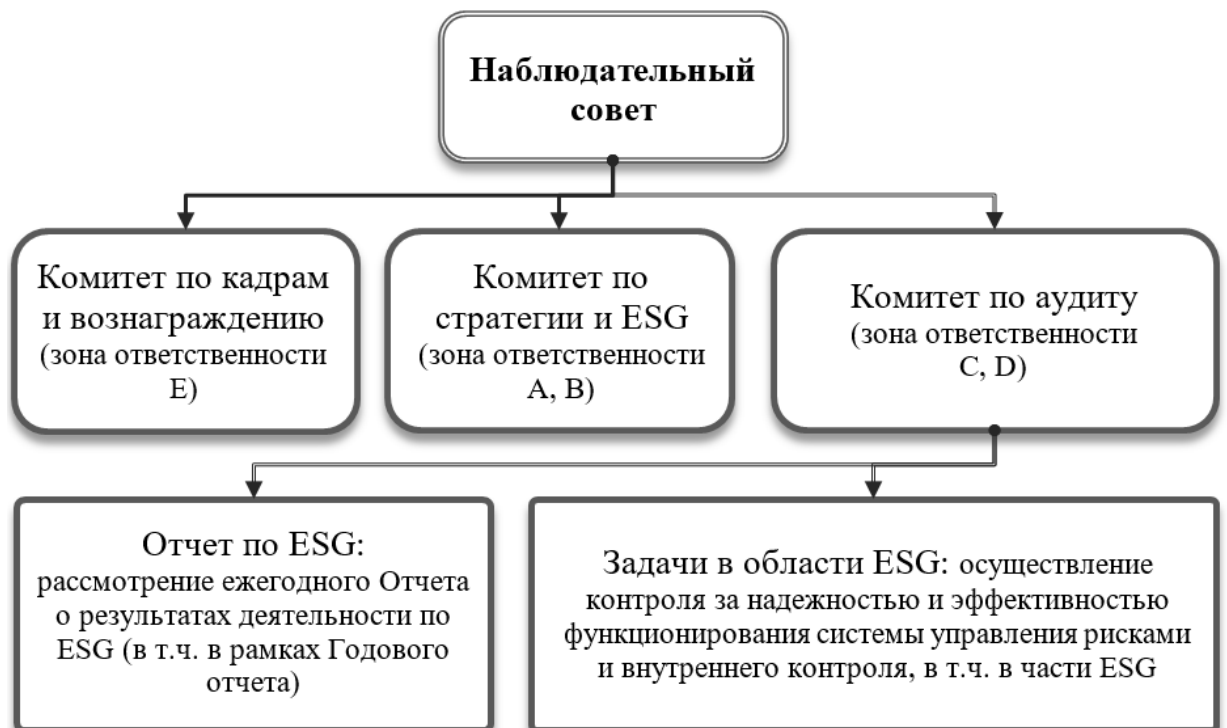 Наблюдательный
совет
Комитет по кадрам
и вознаграждению
(зона ответственности
E)
Комитет по
стратегии и ESG
(зона ответственности
A, B)
Комитет по аудиту
(зона ответственности
C, D)
Отчет по ESG:
рассмотрение ежегодного Отчета
о результатах деятельности по
ESG (в т.ч. в рамках Годового
отчета)
Задачи в области ESG: осуществление
контроля за надежностью и эффективностью
функционирования системы управления рисками
и внутреннего контроля, в т.ч. в части ESG